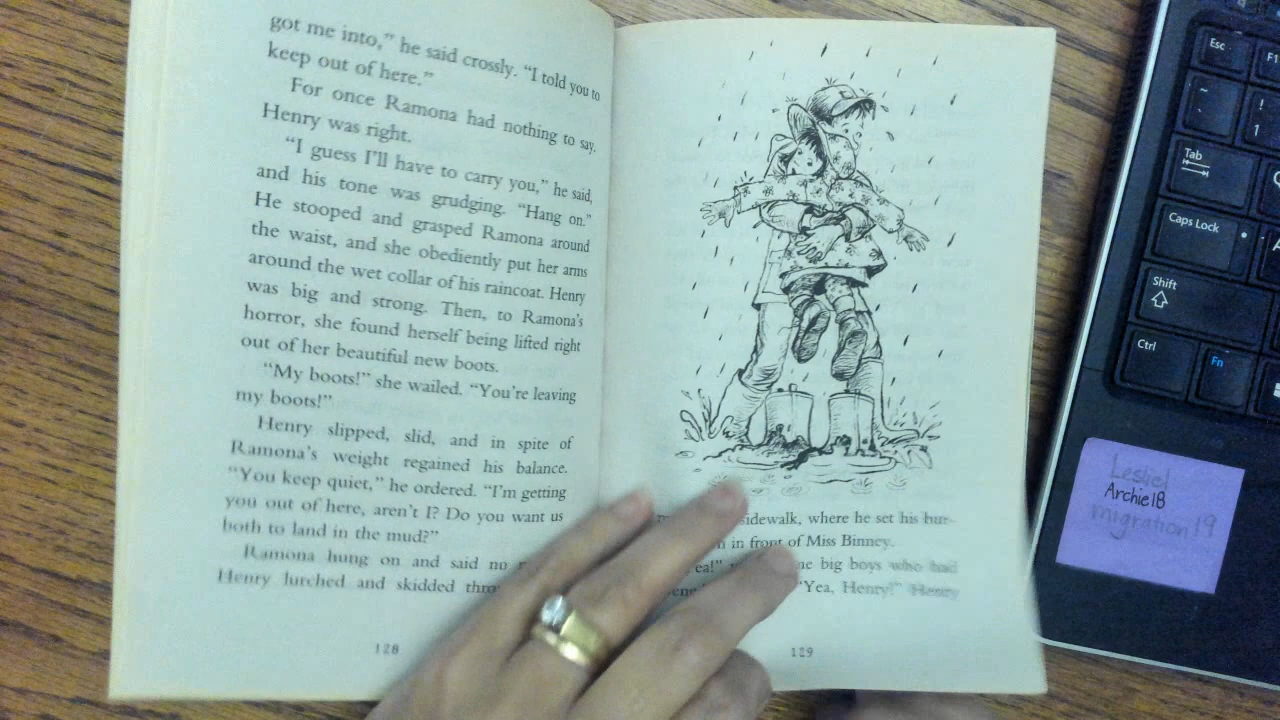 got me into,” he said crossly. “I told you to
keep out of here.”
For once Ramona had nothing to say.
Henry was right.
“I guess I’ll have to carry you,” he said,
and his tone was grudging. “Hang on.”
He stooped and grasped Ramona around
the waist, and she obediently put her arms
around the wet collar of his raincoat. Henry
was big and strong. Then, to Ramona’s
horror, she found herself being lifted right
out of her beautiful new boots.
“My boots!” she wailed. “You’re leaving
my boots!”
Henry slipped, slid, and in spite of
Ramona’s weight regained his balance.
“You keep quiet,” he ordered. “I’m getting
you out of here, aren’t I? Do you want us
both to land in the mud?”
Ramona hung on and said no
Henry lurched and skidded
128
sidewalk, where he set his bur-
in front of Miss Binney.
big boys who had
“Yea, Henry!” Henry
129
Esc
F1
~
`
!
1
Tab
Caps Lock
A
Shift
Ctrl
Fn
Leslie1
Archie18
migration19